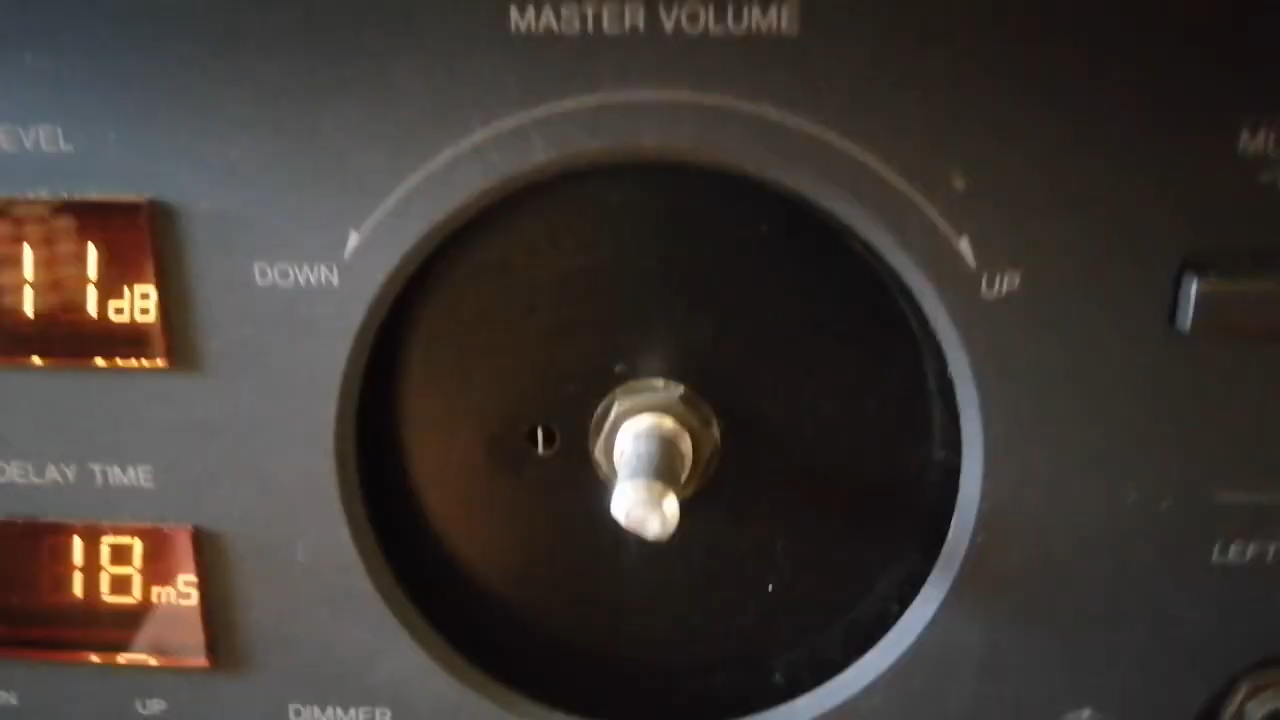 MASTER VOLUME
EVEL
11dB
DOWN
UP
DELAY TIME
18mS
LEFT
UP
DIMMER